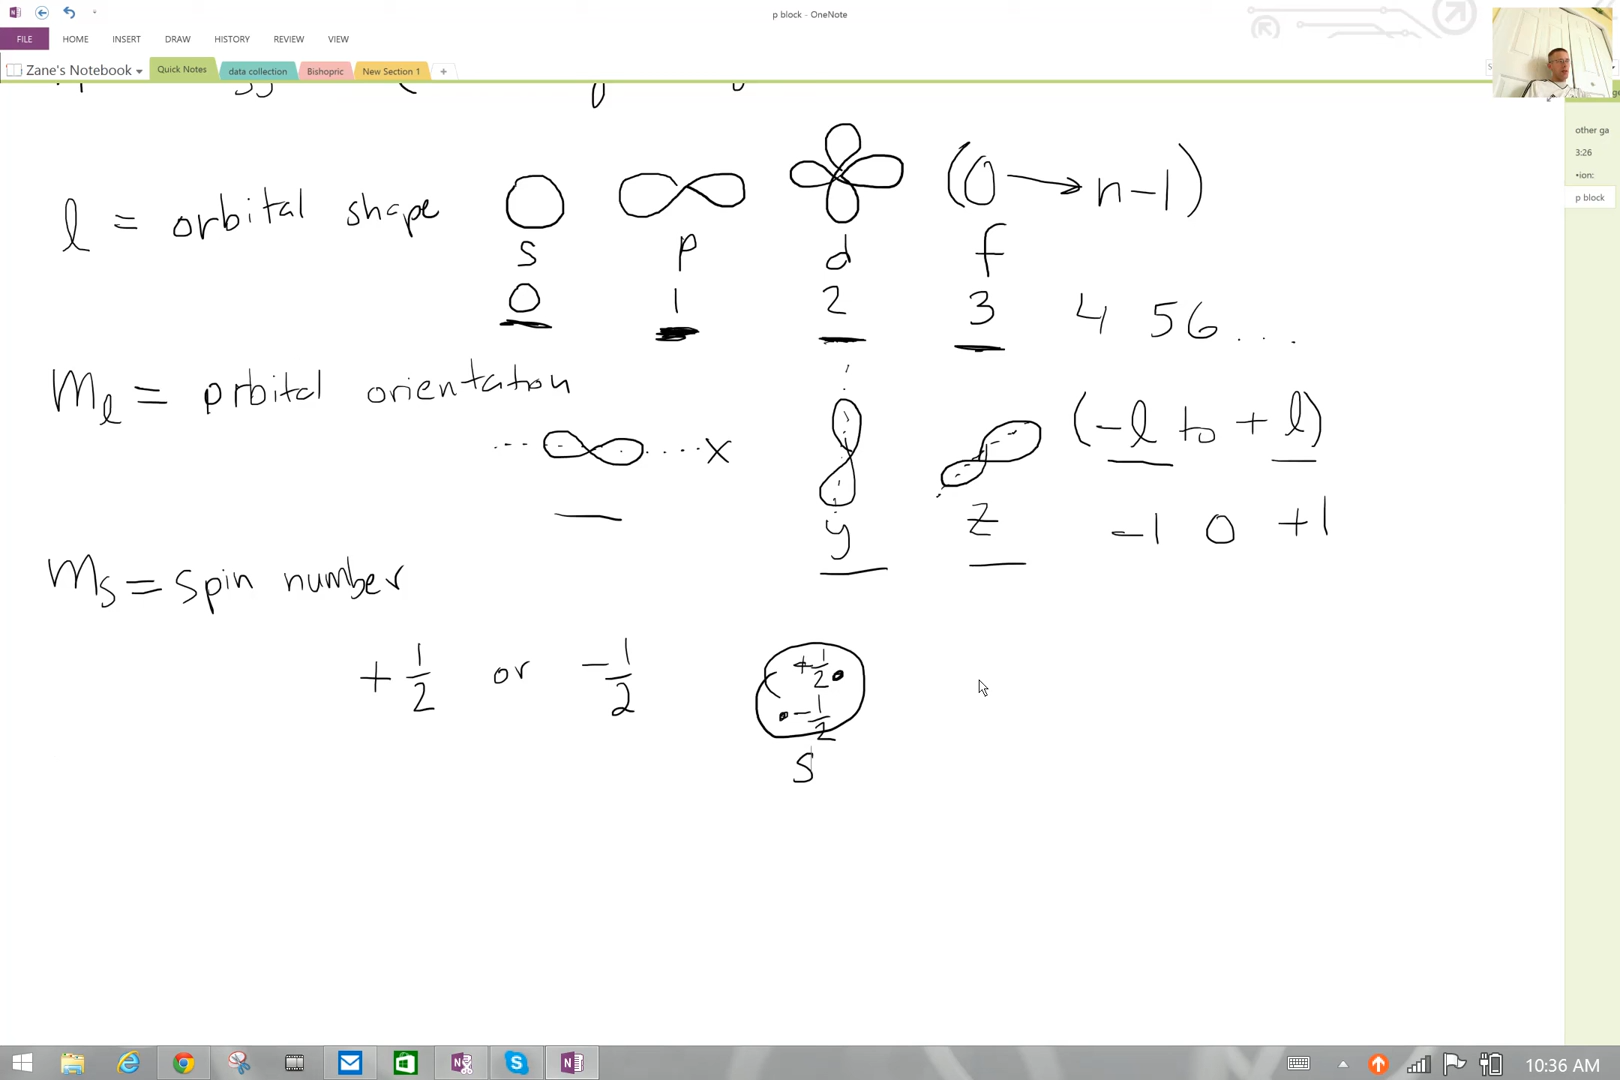 p block - OneNote
FILE HOME INSERT DRAW HISTORY REVIEW VIEW
Zane's Notebook Quick Notes data collection Bishopric New Section 1 +
other ga
3:26
•ion:
p block
l = orbital shape (0 → n-1)
s p d f
0 1 2 3 4 5 6 ....
Ml = orbital orientation (-l to +l)
x
y z -1 0 +1
Ms = spin number
+1/2 or -1/2 +1/2
-1/2
S
10:36 AM